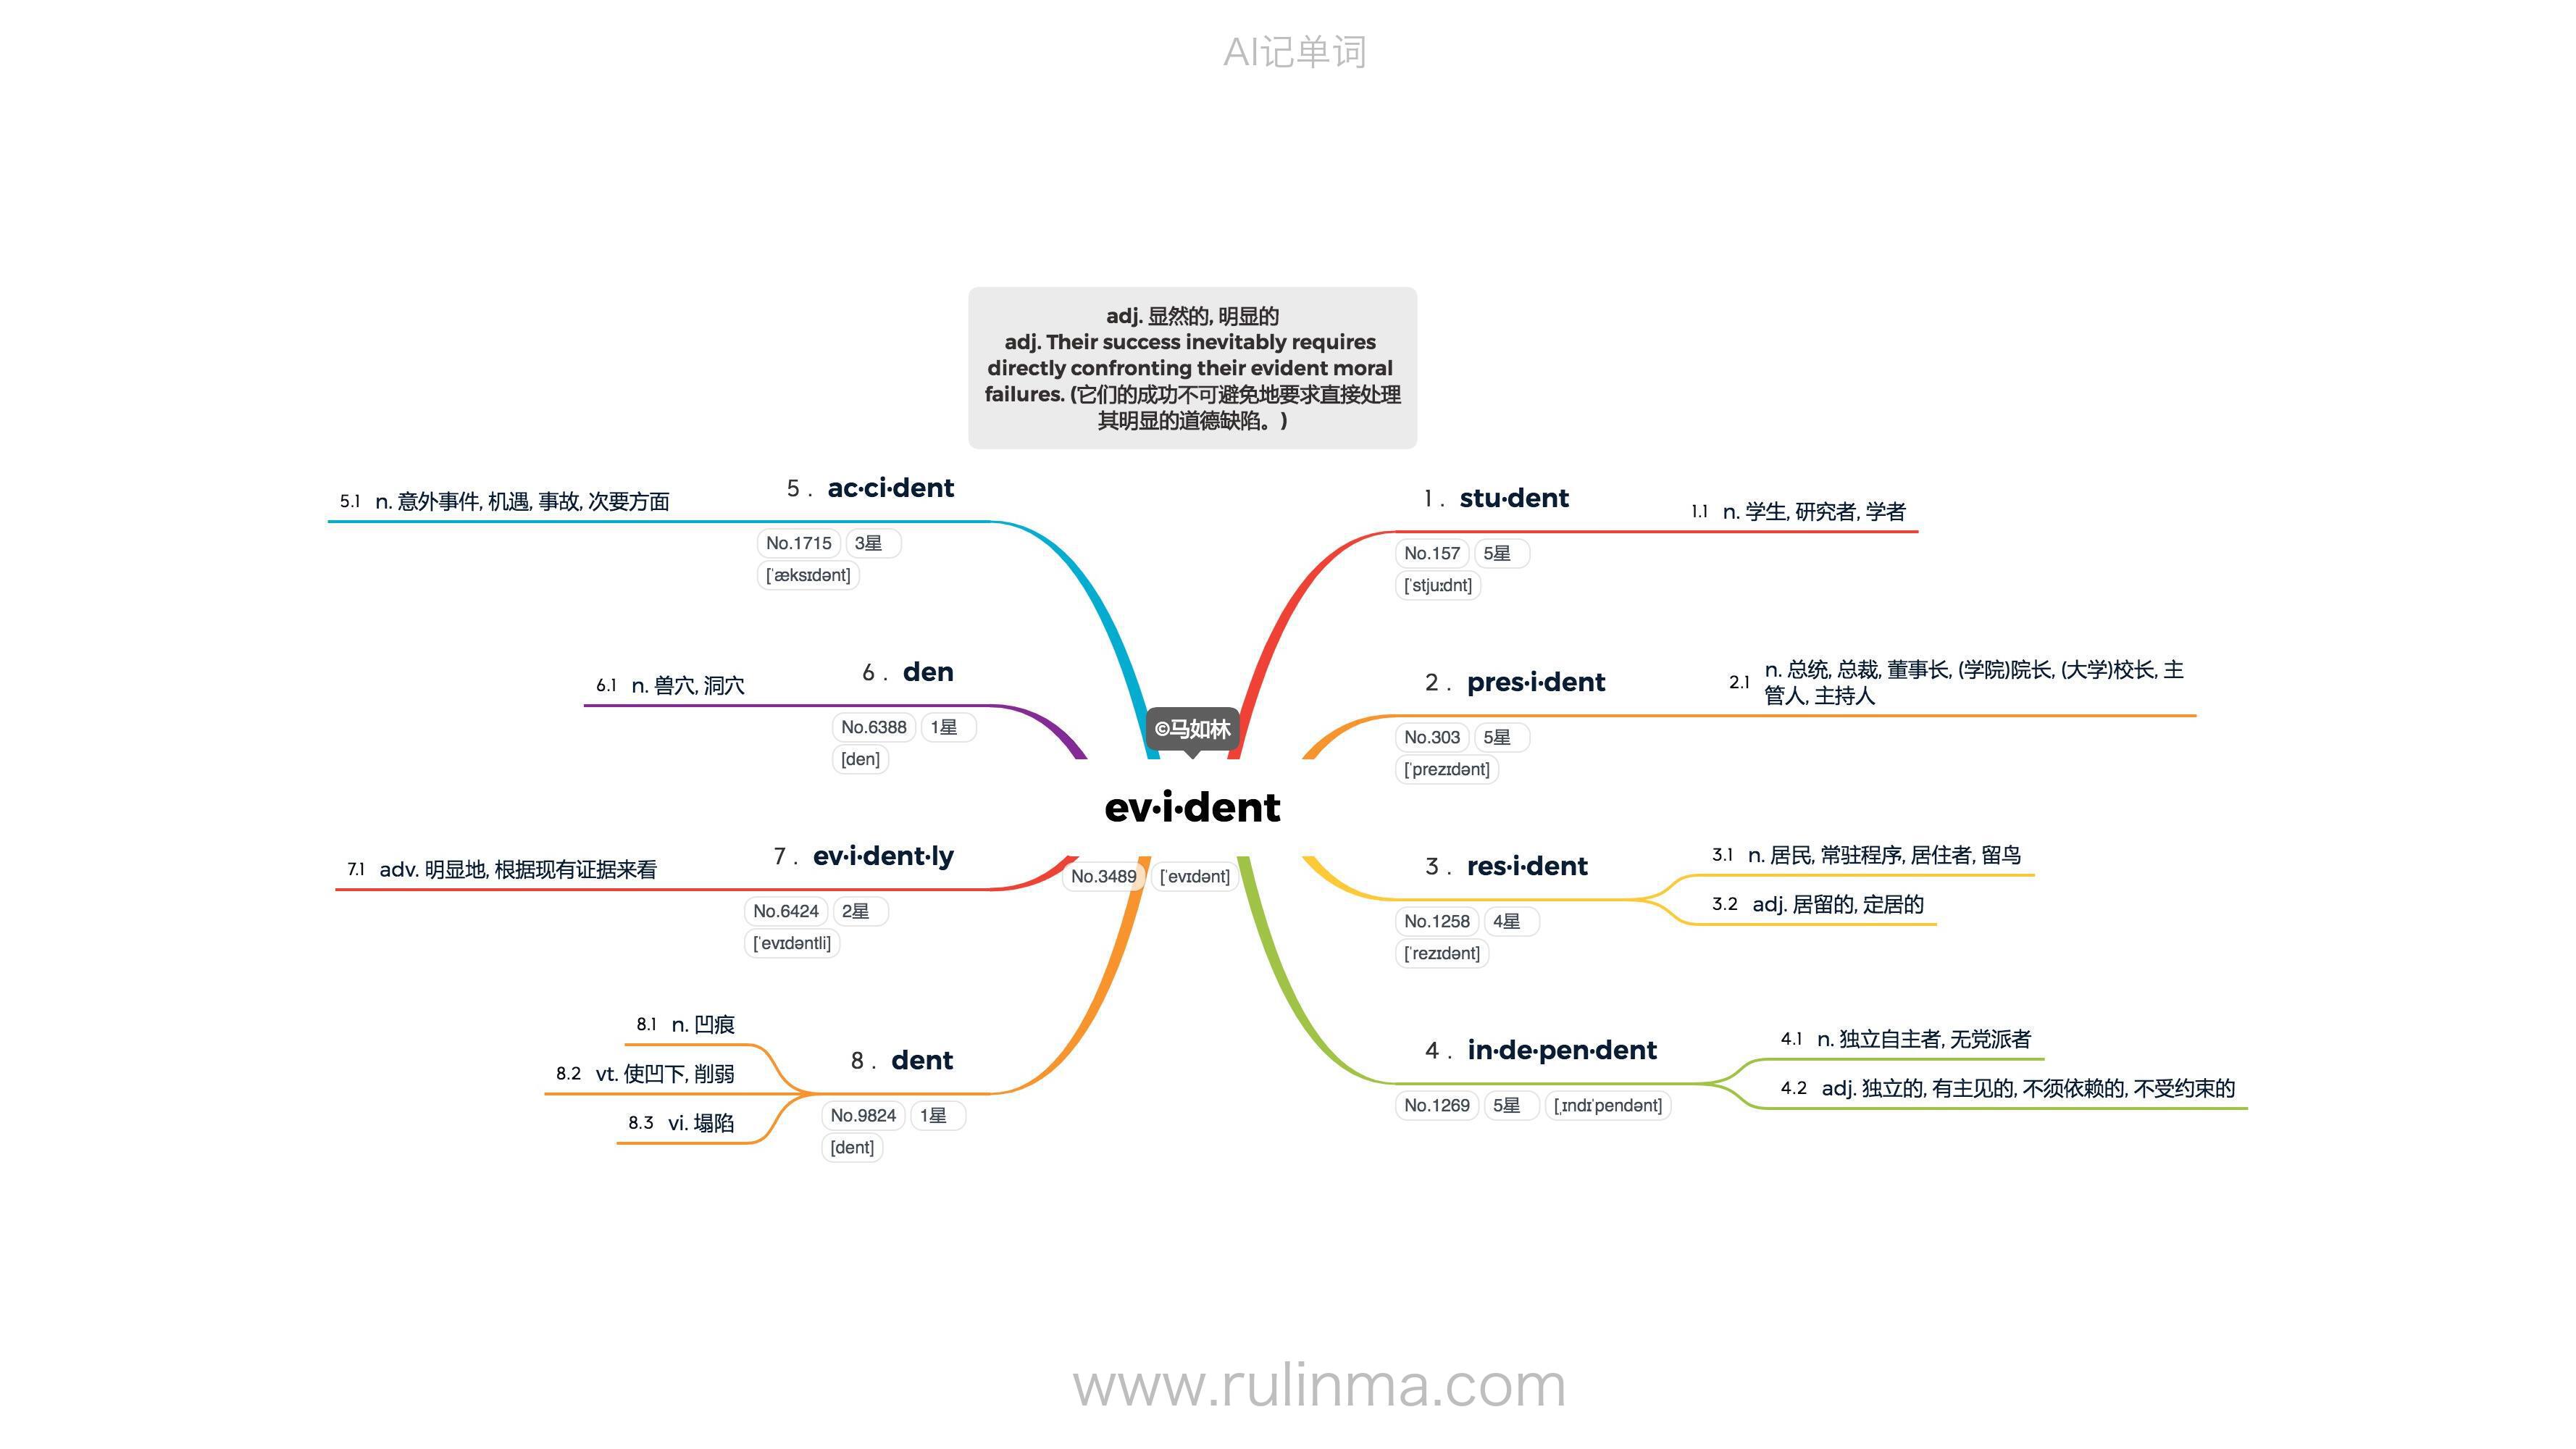 AI记单词
adj. 显然的, 明显的
adj. Their success inevitably requires
directly confronting their evident moral
failures. (它们的成功不可避免地要求直接处理
其明显的道德缺陷。)
©马如林
ev·i·dent
No.3489 [ˈevɪdənt]
1 . stu·dent
No.157 5星
[ˈstjuːdnt]
1.1 n. 学生, 研究者, 学者
2 . pres·i·dent
No.303 5星
[ˈprezɪdənt]
2.1 n. 总统, 总裁, 董事长, (学院)院长, (大学)校长, 主
管人, 主持人
3 . res·i·dent
No.1258 4星
[ˈrezɪdənt]
3.1 n. 居民, 常驻程序, 居住者, 留鸟
3.2 adj. 居留的, 定居的
4 . in·de·pen·dent
No.1269 5星 [ˌɪndɪˈpendənt]
4.1 n. 独立自主者, 无党派者
4.2 adj. 独立的, 有主见的, 不须依赖的, 不受约束的
5 . ac·ci·dent
No.1715 3星
[ˈæksɪdənt]
5.1 n. 意外事件, 机遇, 事故, 次要方面
6 . den
No.6388 1星
[den]
6.1 n. 兽穴, 洞穴
7 . ev·i·dent·ly
No.6424 2星
[ˈevɪdəntli]
7.1 adv. 明显地, 根据现有证据来看
8 . dent
No.9824 1星
[dent]
8.1 n. 凹痕
8.2 vt. 使凹下, 削弱
8.3 vi. 塌陷
www.rulinma.com